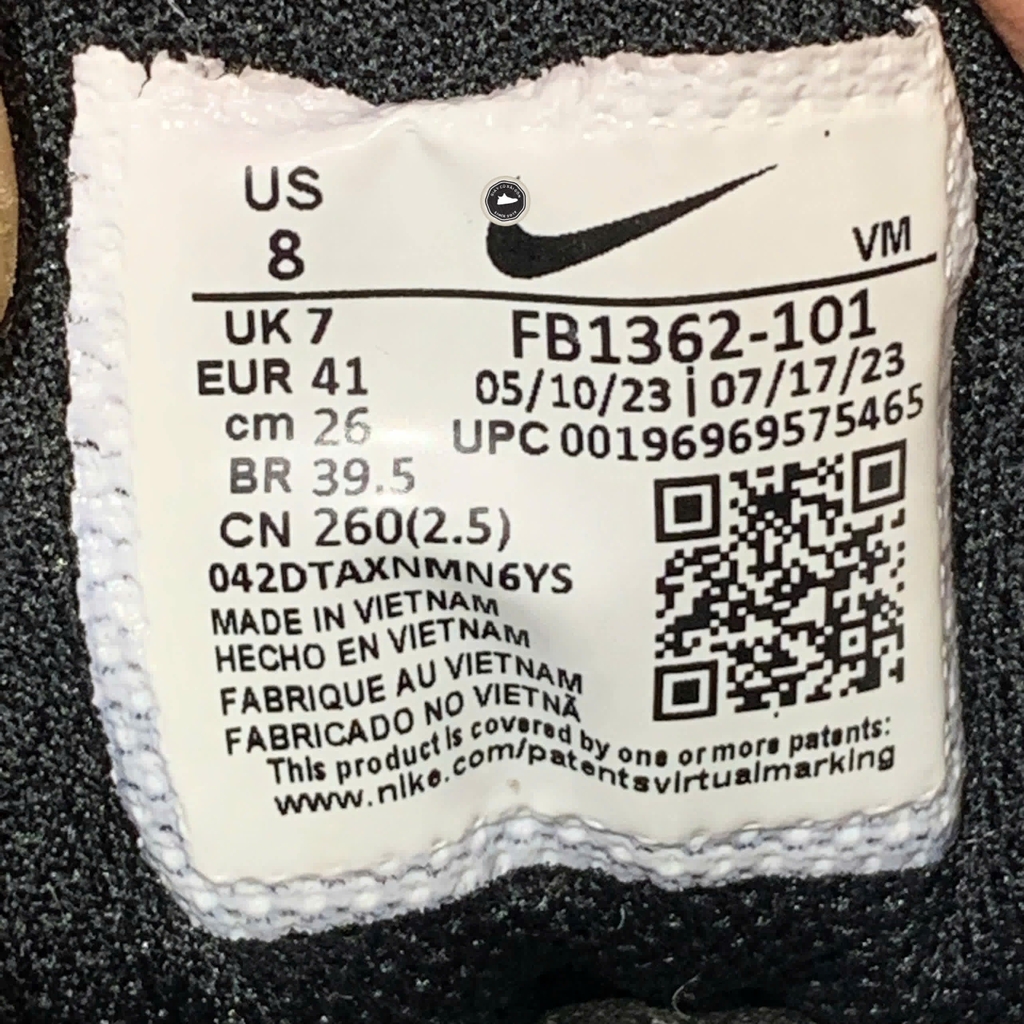 US
8
VM
UK 7
FB1362-101
EUR 41
05/10/23 | 07/17/23
cm 26
UPC 00196969575465
BR 39.5
CN 260(2.5)
042DTAXNMN6YS
MADE IN VIETNAM
HECHO EN VIETNAM
FABRIQUE AU VIETNAM
FABRICADO NO VIETNÃ
This product is covered by one or more patents:
www.nike.com/patentsvirtualmarking